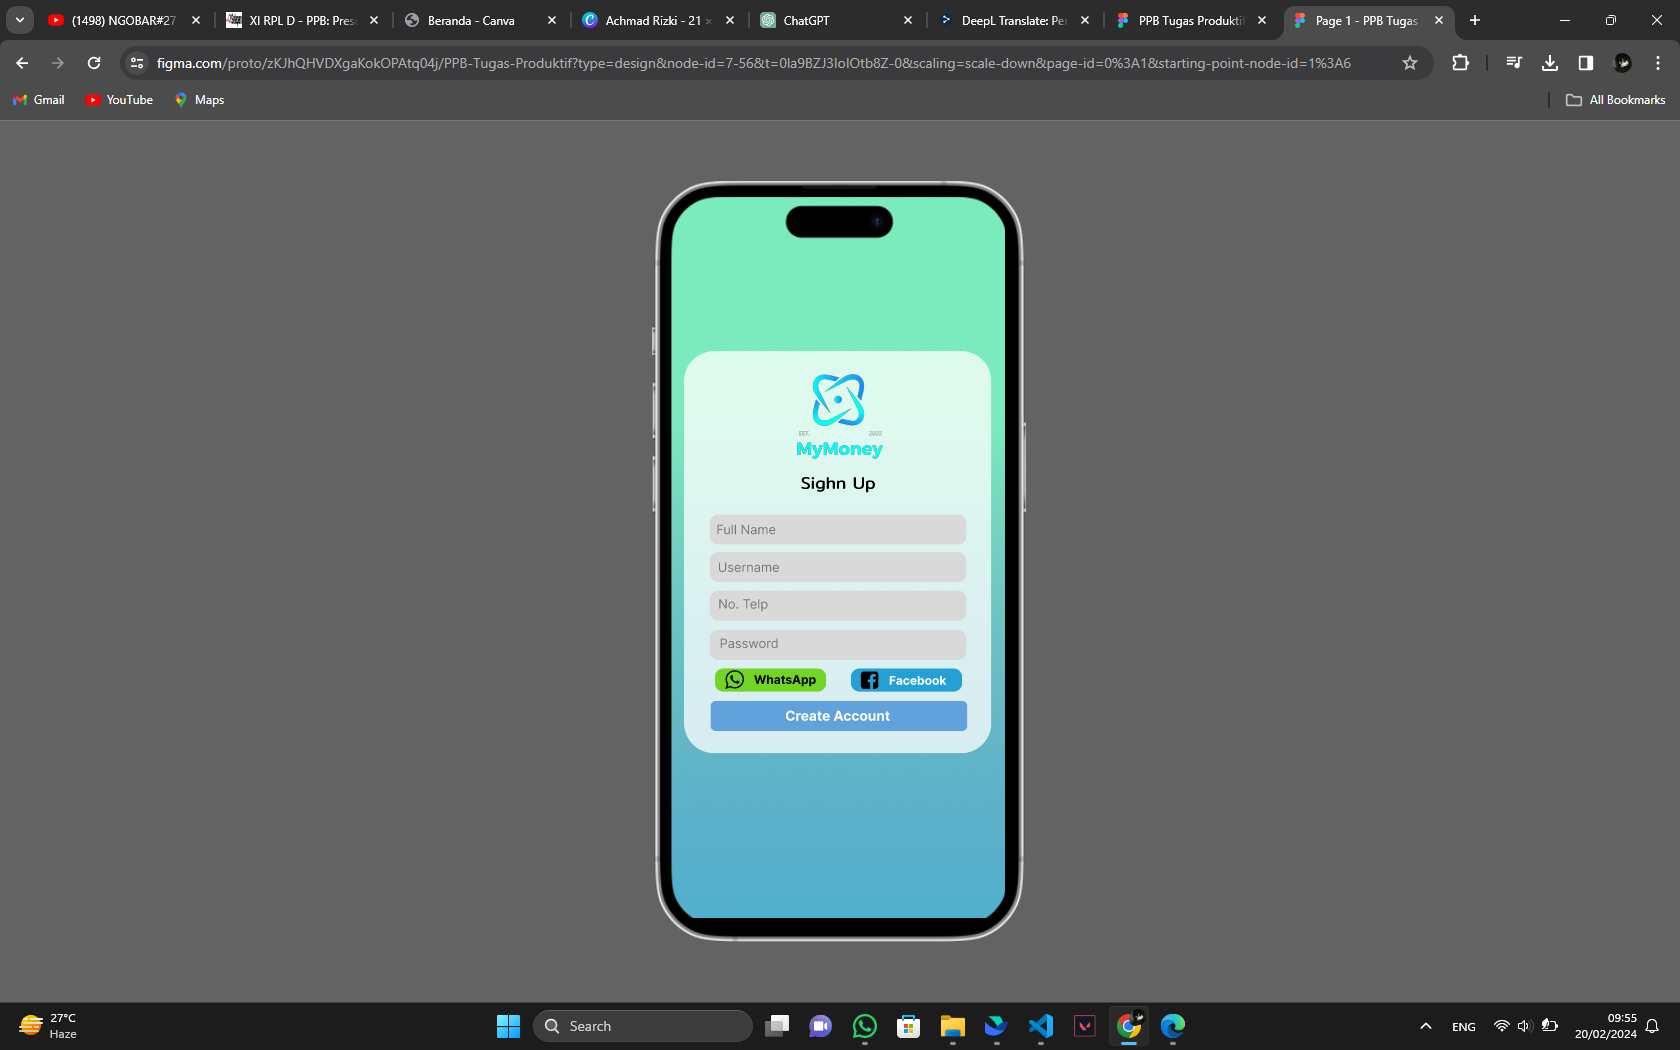 (1498) NGOBAR#27
XI RPL D - PPB: Pres
Beranda - Canva
Achmad Rizki - 21
ChatGPT
DeepL Translate: Pe
PPB Tugas Produkti
Page 1 - PPB Tugas
figma.com/proto/zKJhQHVDXgaKokOPAtq04j/PPB-Tugas-Produktif?type=design&node-id=7-56&t=0la9BZJ3IoIOtb8Z-0&scaling=scale-down&page-id=0%3A1&starting-point-node-id=1%3A6
Gmail
YouTube
Maps
All Bookmarks
EST. 2022
MyMoney
Sighn Up
Full Name
Username
No. Telp
Password
WhatsApp
Facebook
Create Account
27°C
Haze
Search
ENG
09:55
20/02/2024